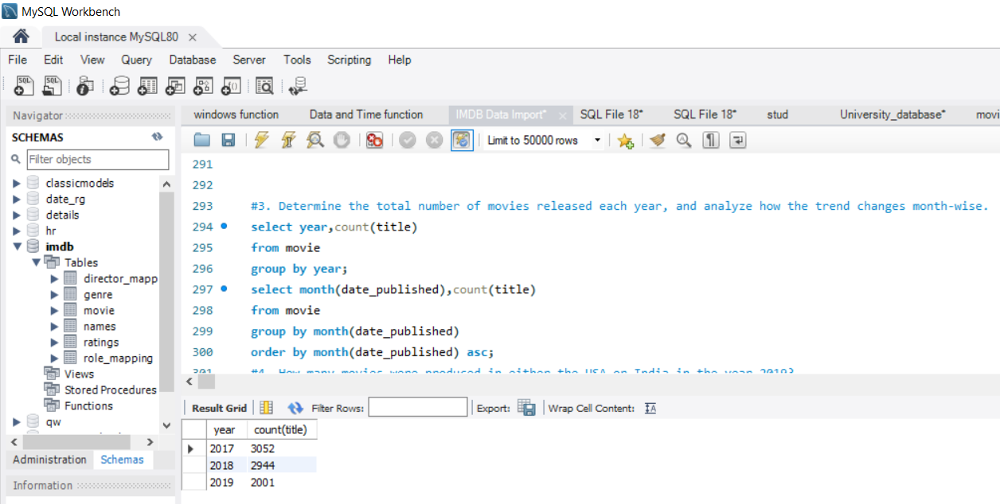 MySQL Workbench
Local instance MySQL80
File Edit View Query Database Server Tools Scripting Help
Navigator
SCHEMAS
Filter objects
classicmodels
date_rg
details
hr
imdb
Tables
director_mapp
genre
movie
names
ratings
role_mapping
Views
Stored Procedures
Functions
qw
Administration Schemas
Information
windows function Data and Time function IMDB Data Import* SQL File 18* SQL File 18* stud University_database* movi
Limit to 50000 rows
291
292
293 #3. Determine the total number of movies released each year, and analyze how the trend changes month-wise.
294 select year,count(title)
295 from movie
296 group by year;
297 select month(date_published),count(title)
298 from movie
299 group by month(date_published)
300 order by month(date_published) asc;
301 #4. How many movies were produced in either the USA or India in the year 2019?
Result Grid Filter Rows: Export: Wrap Cell Content:
year count(title)
2017 3052
2018 2944
2019 2001